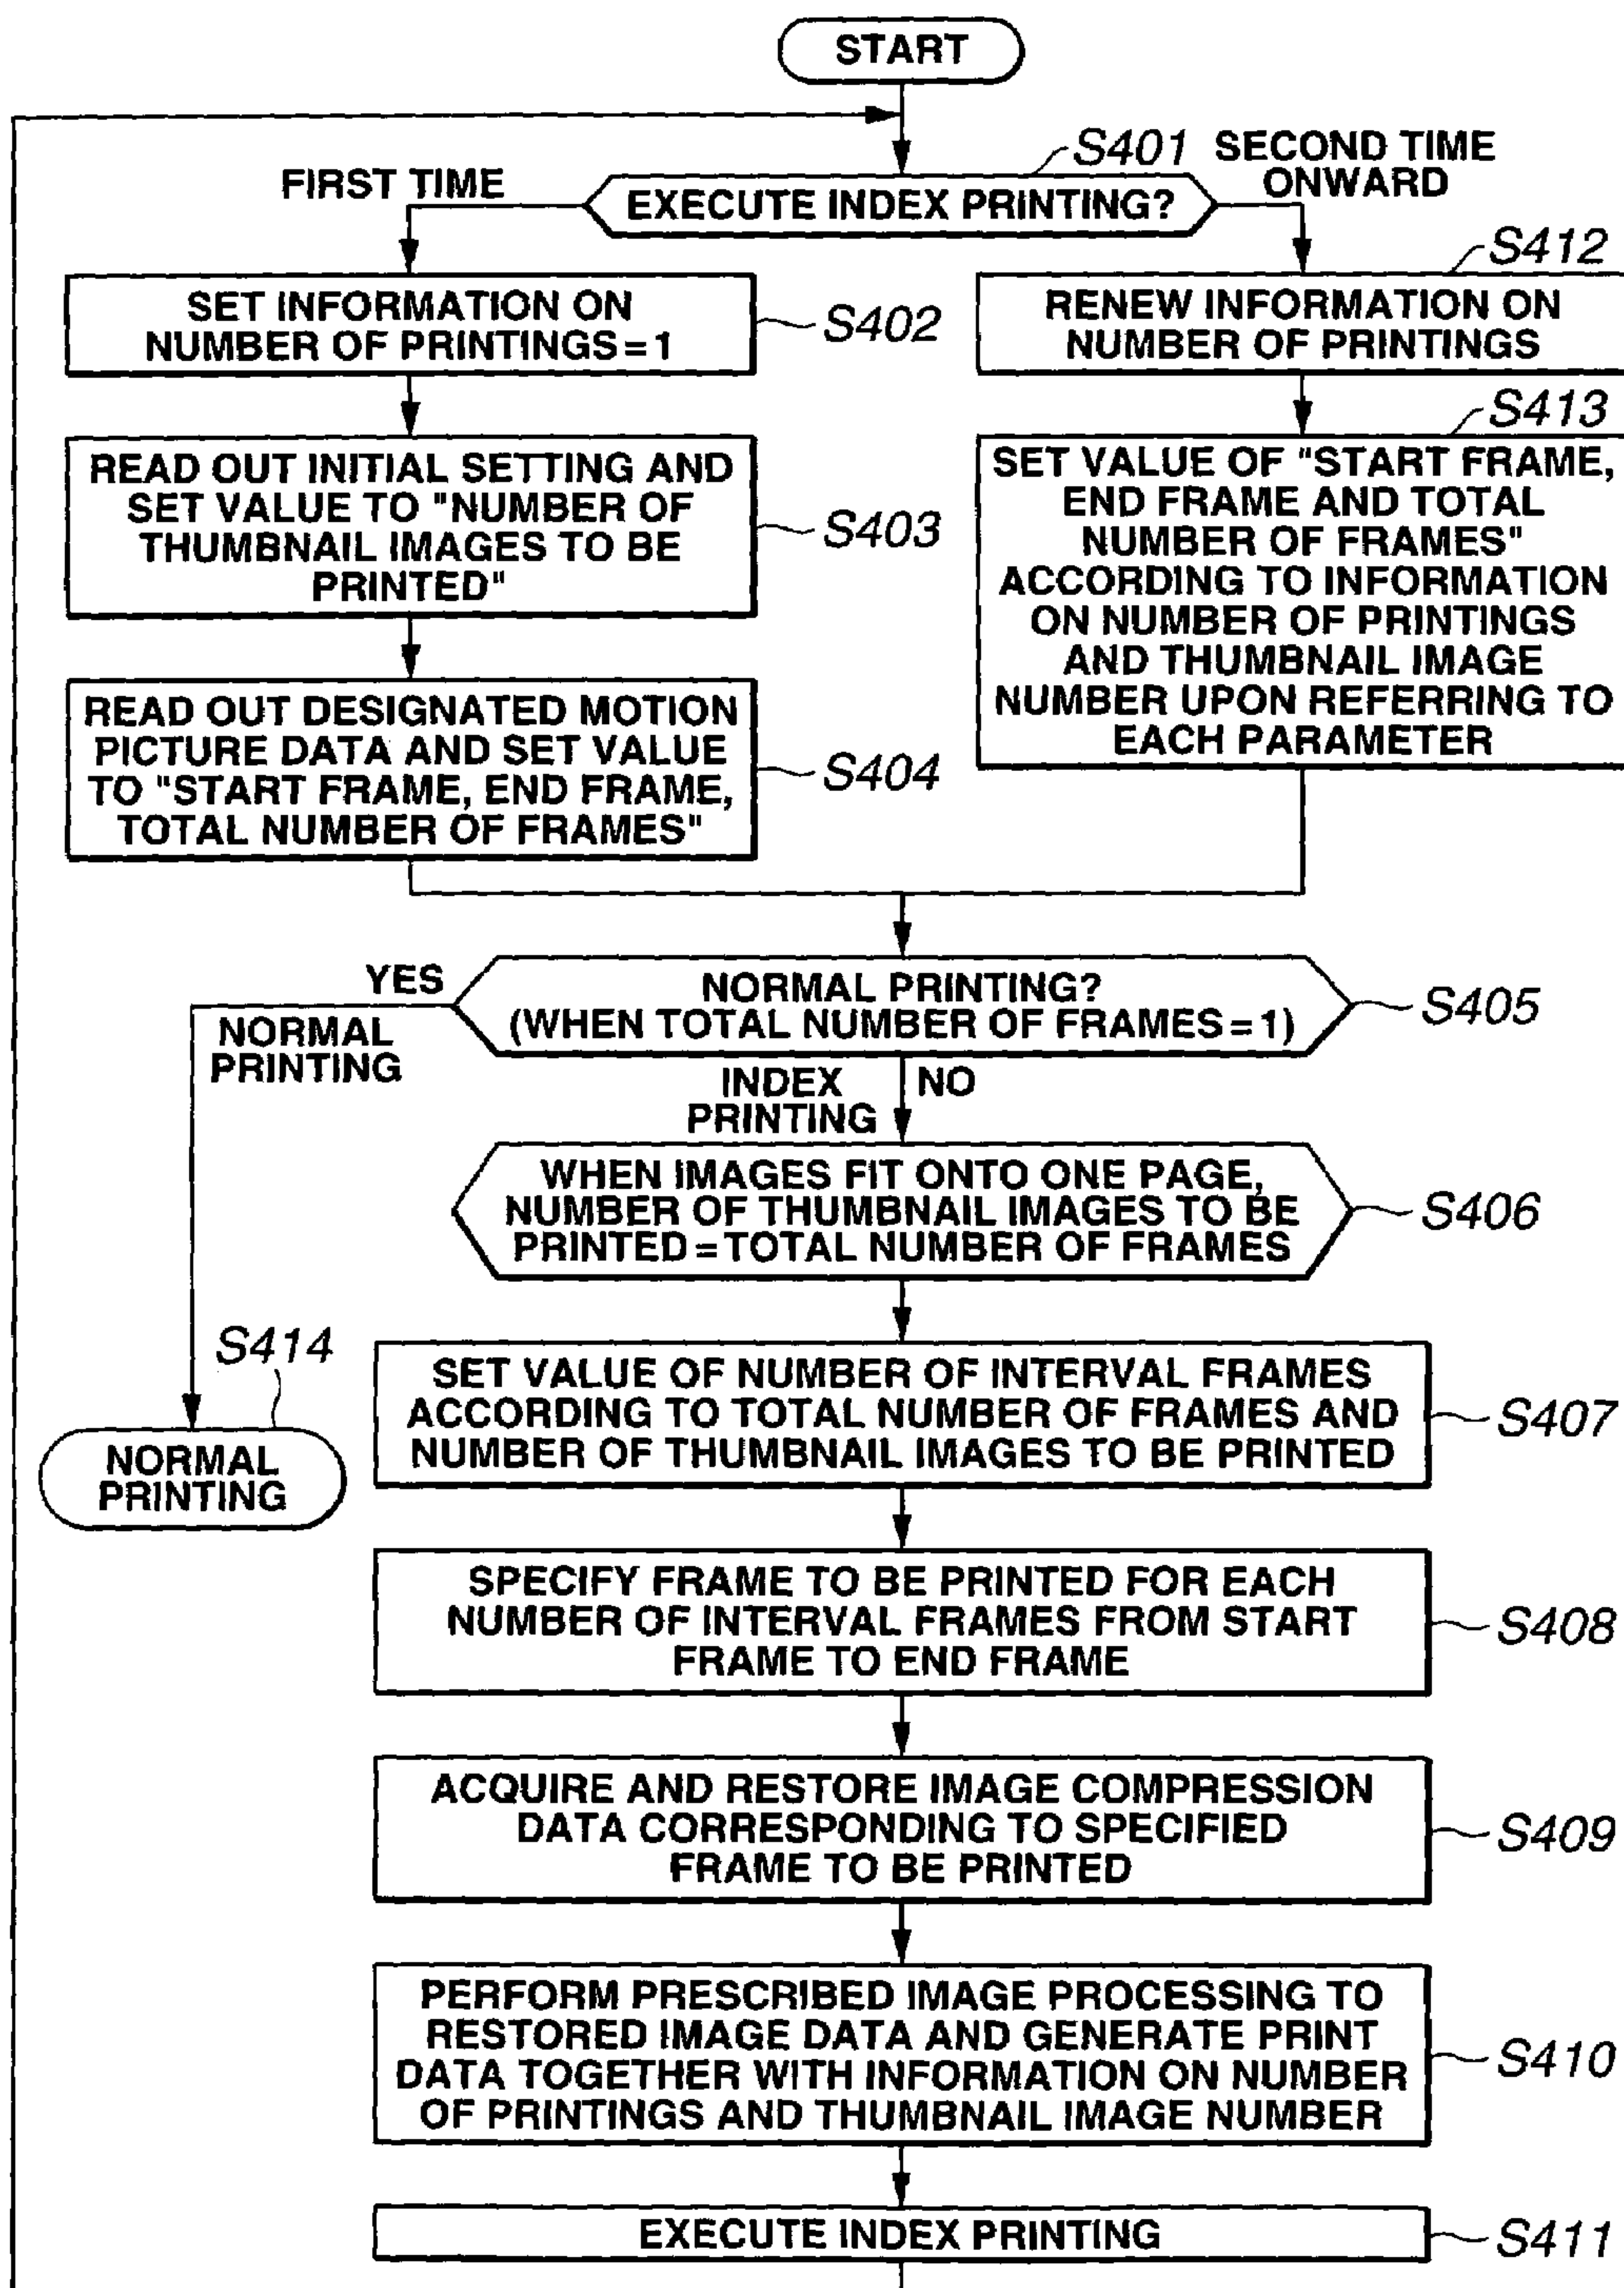 START
S401
SECOND TIME
ONWARD
FIRST TIME
EXECUTE INDEX PRINTING?
S412
SET INFORMATION ON
NUMBER OF PRINTINGS=1
S402
RENEW INFORMATION ON
NUMBER OF PRINTINGS
S413
READ OUT INITIAL SETTING AND
SET VALUE TO "NUMBER OF
THUMBNAIL IMAGES TO BE
PRINTED"
S403
SET VALUE OF "START FRAME,
END FRAME AND TOTAL
NUMBER OF FRAMES"
ACCORDING TO INFORMATION
ON NUMBER OF PRINTINGS
AND THUMBNAIL IMAGE
NUMBER UPON REFERRING TO
EACH PARAMETER
READ OUT DESIGNATED MOTION
PICTURE DATA AND SET VALUE
TO "START FRAME, END FRAME,
TOTAL NUMBER OF FRAMES"
S404
YES
NORMAL
PRINTING
NORMAL PRINTING?
(WHEN TOTAL NUMBER OF FRAMES=1)
S405
INDEX
PRINTING
NO
WHEN IMAGES FIT ONTO ONE PAGE,
NUMBER OF THUMBNAIL IMAGES TO BE
PRINTED=TOTAL NUMBER OF FRAMES
S406
S414
NORMAL
PRINTING
SET VALUE OF NUMBER OF INTERVAL FRAMES
ACCORDING TO TOTAL NUMBER OF FRAMES AND
NUMBER OF THUMBNAIL IMAGES TO BE PRINTED
S407
SPECIFY FRAME TO BE PRINTED FOR EACH
NUMBER OF INTERVAL FRAMES FROM START
FRAME TO END FRAME
S408
ACQUIRE AND RESTORE IMAGE COMPRESSION
DATA CORRESPONDING TO SPECIFIED
FRAME TO BE PRINTED
S409
PERFORM PRESCRIBED IMAGE PROCESSING TO
RESTORED IMAGE DATA AND GENERATE PRINT
DATA TOGETHER WITH INFORMATION ON NUMBER
OF PRINTINGS AND THUMBNAIL IMAGE NUMBER
S410
EXECUTE INDEX PRINTING
S411